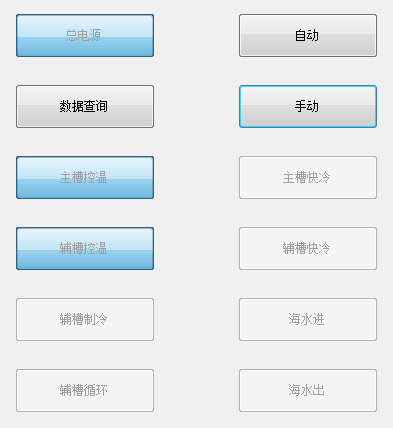 总电源
自动
数据查询
手动
主槽控温
主槽快冷
辅槽控温
辅槽快冷
辅槽制冷
海水进
辅槽循环
海水出